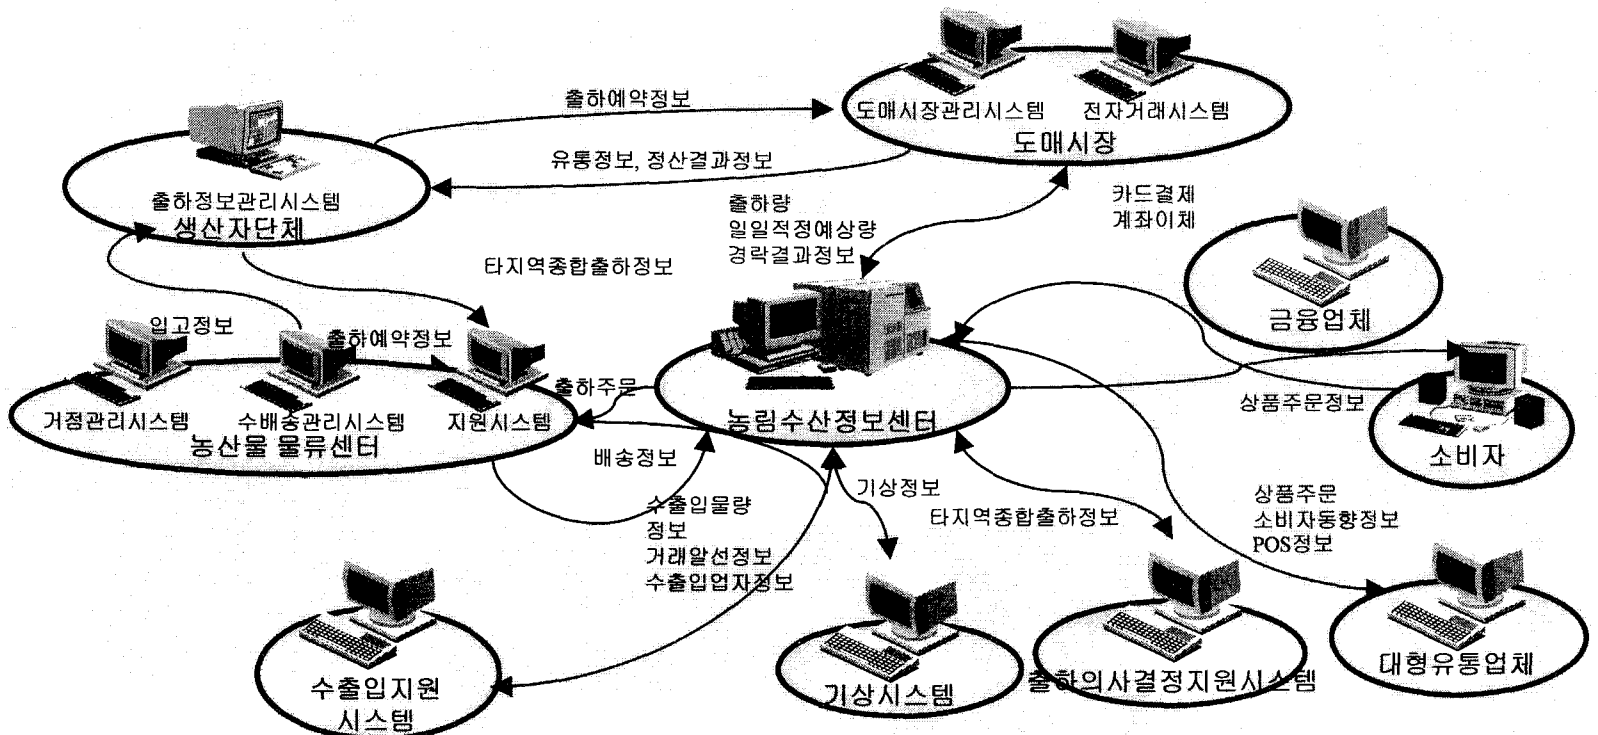 출하예약정보
도매시장관리시스템
전자거래시스템
도매시장
유통정보, 정산결과정보
출하정보관리시스템
생산자단체
출하량
일일적정예상량
경락결과정보
카드결제
계좌이체
타지역종합출하정보
금융업체
입고정보
출하예약정보
출하주문
거점관리시스템
수배송관리시스템
지원시스템
농산물 물류센터
농림수산정보센터
상품주문정보
소비자
배송정보
수출입물량
정보
거래알선정보
수출입업자정보
기상정보
타지역종합출하정보
상품주문
소비자동향정보
POS정보
수출입지원
시스템
기상시스템
출하의사결정지원시스템
대형유통업체